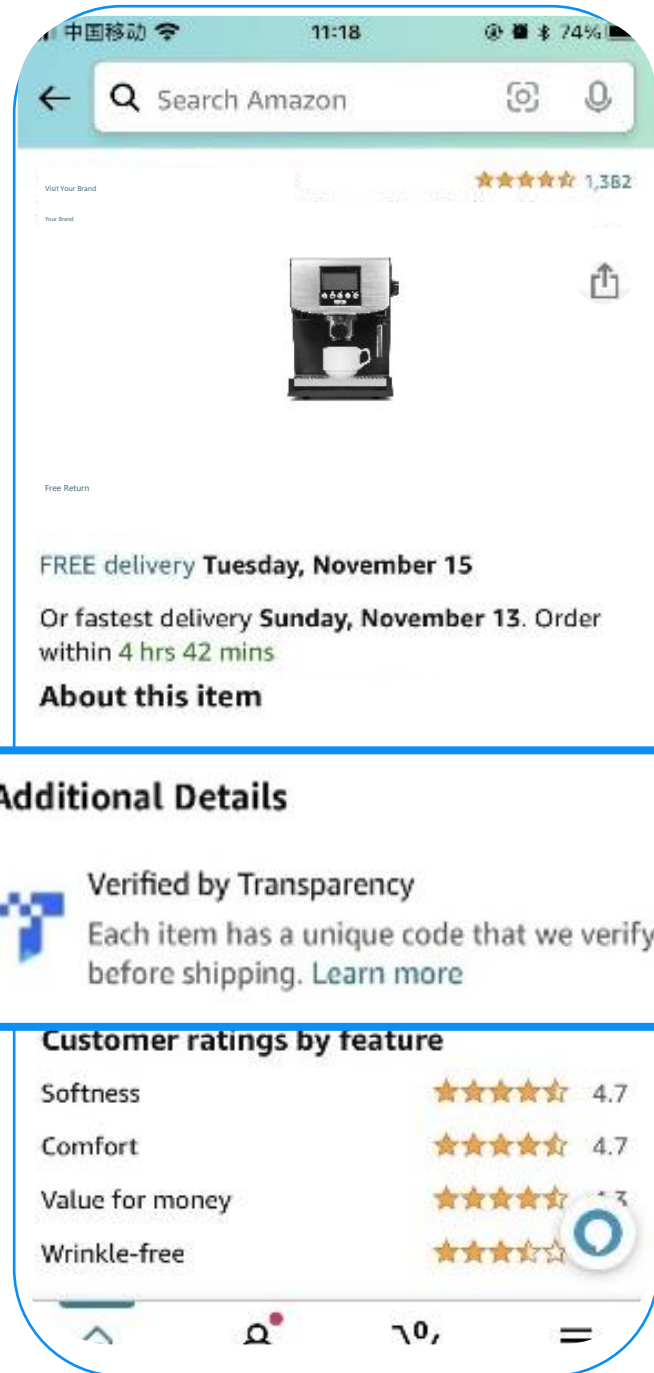 中国移动 11:18 74%
Search Amazon
Visit Your Brand 1,382
Your Brand
Free Return
FREE delivery Tuesday, November 15
Or fastest delivery Sunday, November 13. Order
within 4 hrs 42 mins
About this item
Additional Details
Verified by Transparency
Each item has a unique code that we verify
before shipping. Learn more
Customer ratings by feature
Softness 4.7
Comfort 4.7
Value for money
Wrinkle-free